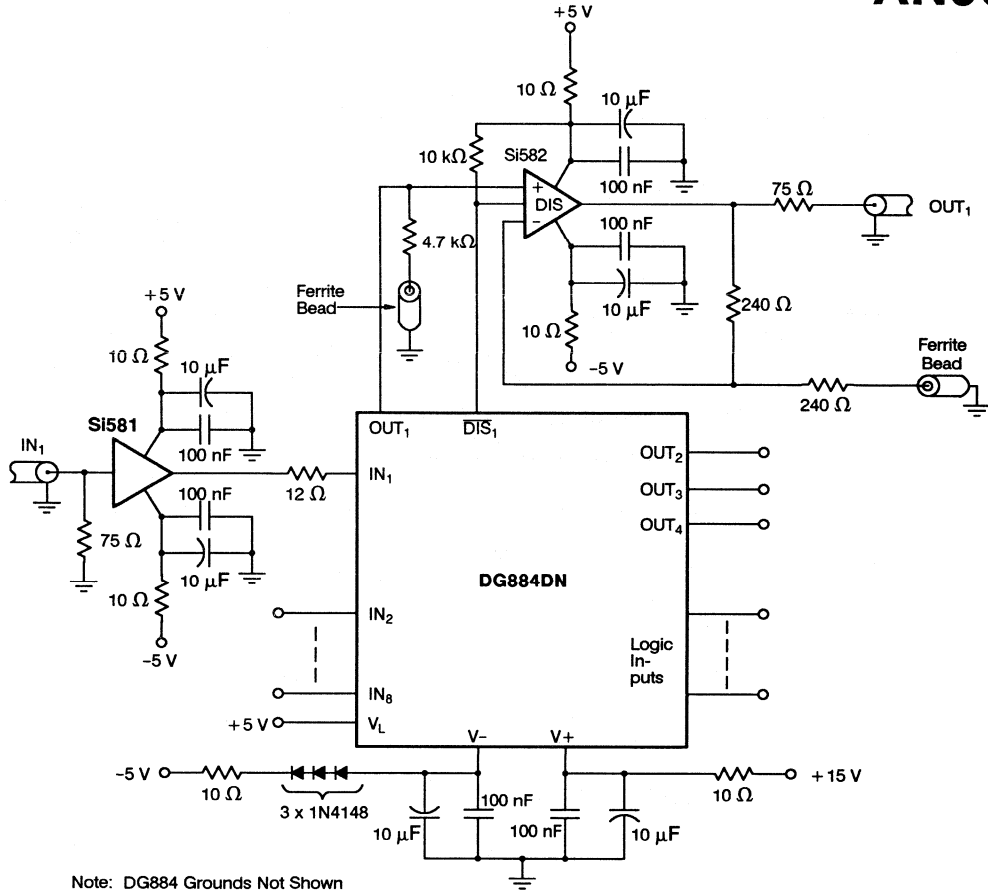 +5 V
10 Ω
10 µF
10 kΩ
Si582
100 nF
+
DIS
-
75 Ω
OUT1
100 nF
4.7 kΩ
10 µF
Ferrite
Bead
10 Ω
240 Ω
-5 V
Ferrite
Bead
240 Ω
+5 V
10 Ω
10 µF
Si581
100 nF
IN1
100 nF
12 Ω
75 Ω
10 µF
10 Ω
-5 V
OUT1
DIS1
IN1
OUT2
OUT3
OUT4
DG884DN
IN2
Logic
In-
puts
IN8
+5 V
VL
V-
V+
-5 V
10 Ω
3 x 1N4148
10 µF
100 nF
100 nF
10 µF
10 Ω
+15 V
Note: DG884 Grounds Not Shown